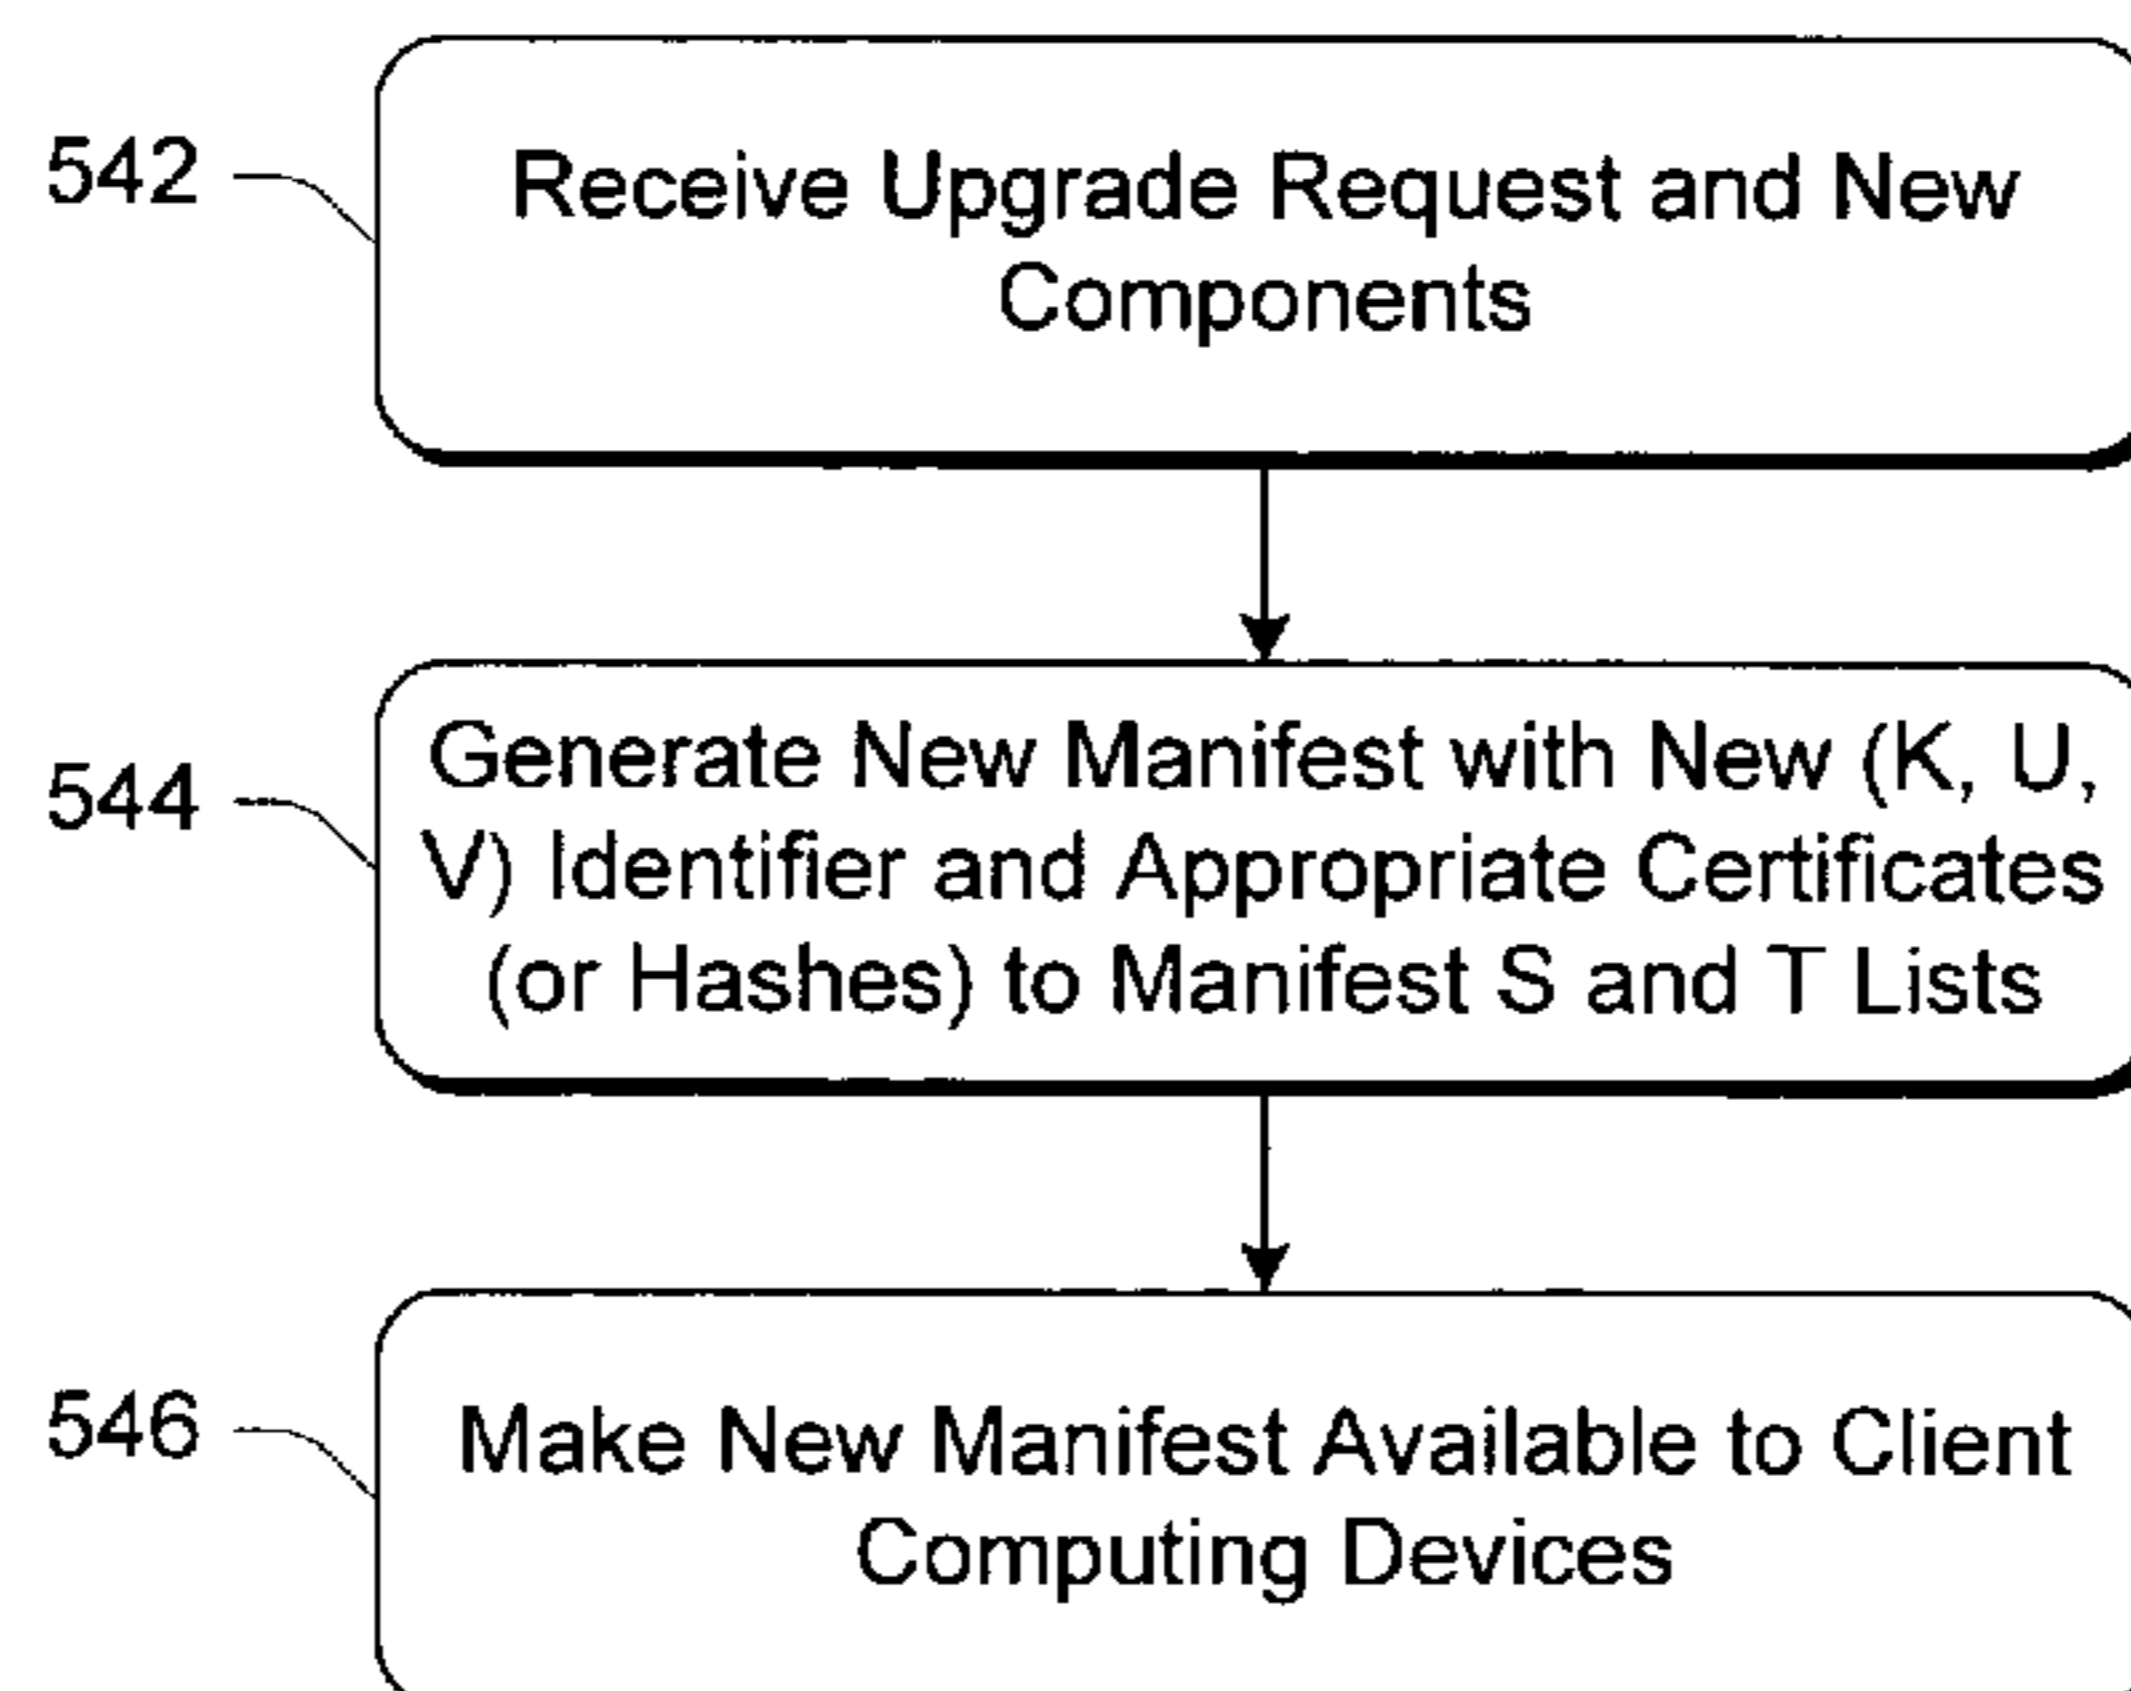 542
Receive Upgrade Request and New
Components
544
Generate New Manifest with New (K, U,
V) Identifier and Appropriate Certificates
(or Hashes) to Manifest S and T Lists
546
Make New Manifest Available to Client
Computing Devices